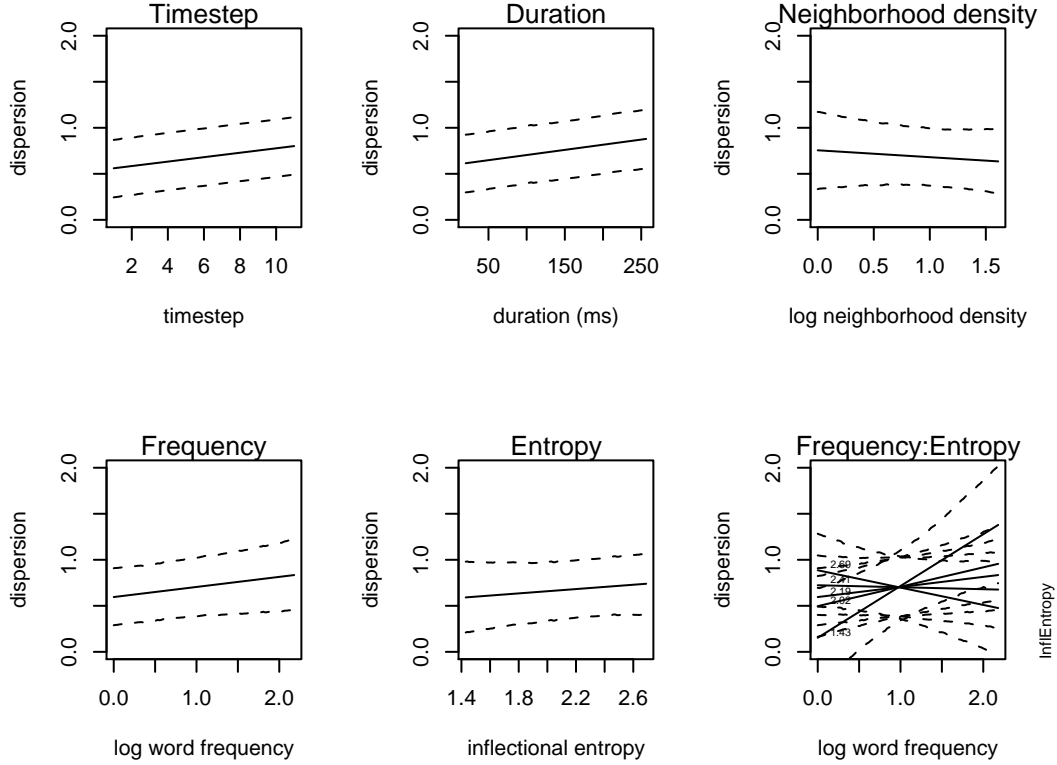 Timestep
dispersion
0.0 1.0 2.0
2 4 6 8 10
timestep
Duration
dispersion
0.0 1.0 2.0
50 150 250
duration (ms)
Neighborhood density
dispersion
0.0 1.0 2.0
0.0 0.5 1.0 1.5
log neighborhood density
Frequency
dispersion
0.0 1.0 2.0
0.0 1.0 2.0
log word frequency
Entropy
dispersion
0.0 1.0 2.0
1.4 1.8 2.2 2.6
inflectional entropy
Frequency:Entropy
dispersion
0.0 1.0 2.0
2.69
2.41
2.19
2.02
1.43
0.0 1.0 2.0
log word frequency
InflEntropy